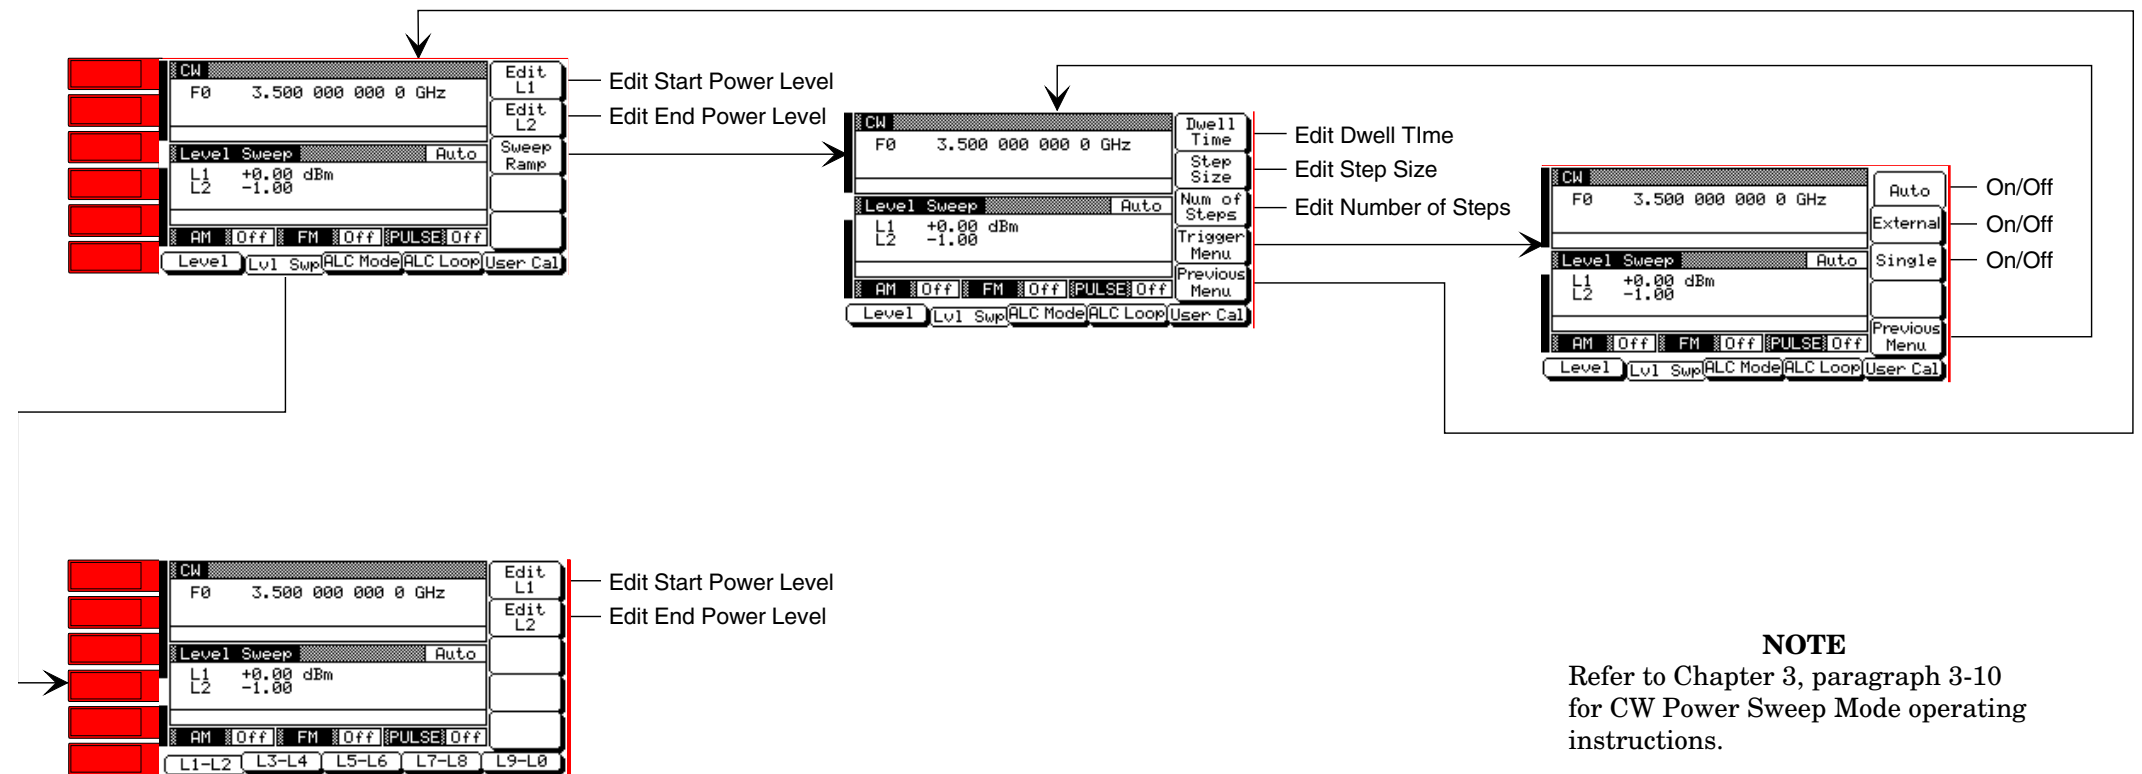 CW
F0 3.500 000 000 0 GHz
Level Sweep Auto
L1 +0.00 dBm
L2 -1.00
AM Off FM Off PULSE Off
Level Lvl Swp ALC Mode ALC Loop User Cal
Edit
L1
Edit
L2
Sweep
Ramp
Edit Start Power Level
Edit End Power Level
CW
F0 3.500 000 000 0 GHz
Level Sweep Auto
L1 +0.00 dBm
L2 -1.00
AM Off FM Off PULSE Off
Level Lvl Swp ALC Mode ALC Loop User Cal
Dwell
Time
Step
Size
Num of
Steps
Trigger
Menu
Previous
Menu
Edit Dwell TIme
Edit Step Size
Edit Number of Steps
CW
F0 3.500 000 000 0 GHz
Level Sweep Auto
L1 +0.00 dBm
L2 -1.00
AM Off FM Off PULSE Off
Level Lvl Swp ALC Mode ALC Loop User Cal
Auto
External
Single
Previous
Menu
On/Off
On/Off
On/Off
CW
F0 3.500 000 000 0 GHz
Level Sweep Auto
L1 +0.00 dBm
L2 -1.00
AM Off FM Off PULSE Off
L1-L2 L3-L4 L5-L6 L7-L8 L9-L0
Edit
L1
Edit
L2
Edit Start Power Level
Edit End Power Level
NOTE
Refer to Chapter 3, paragraph 3-10
for CW Power Sweep Mode operating
instructions.